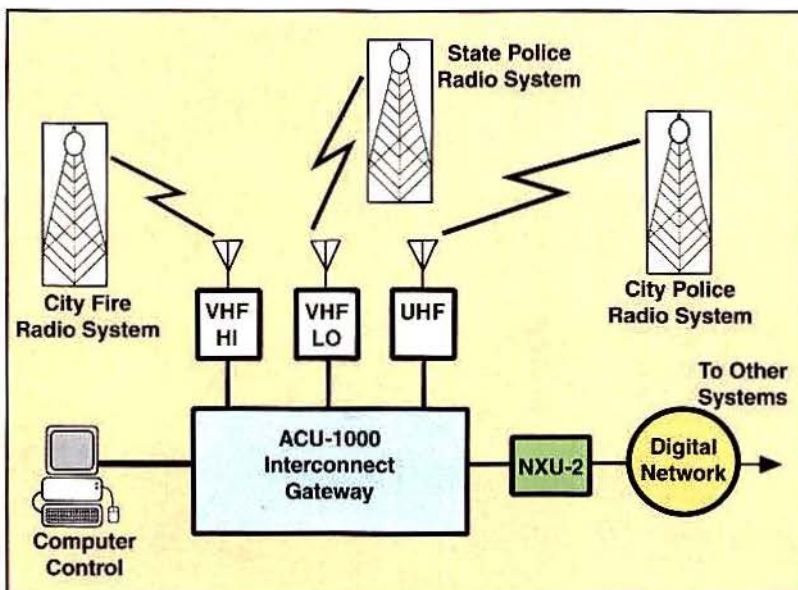 State Police
Radio System
City Fire
Radio System
City Police
Radio System
VHF
HI
VHF
LO
UHF
To Other
Systems
ACU-1000
Interconnect
Gateway
NXU-2
Digital
Network
Computer
Control